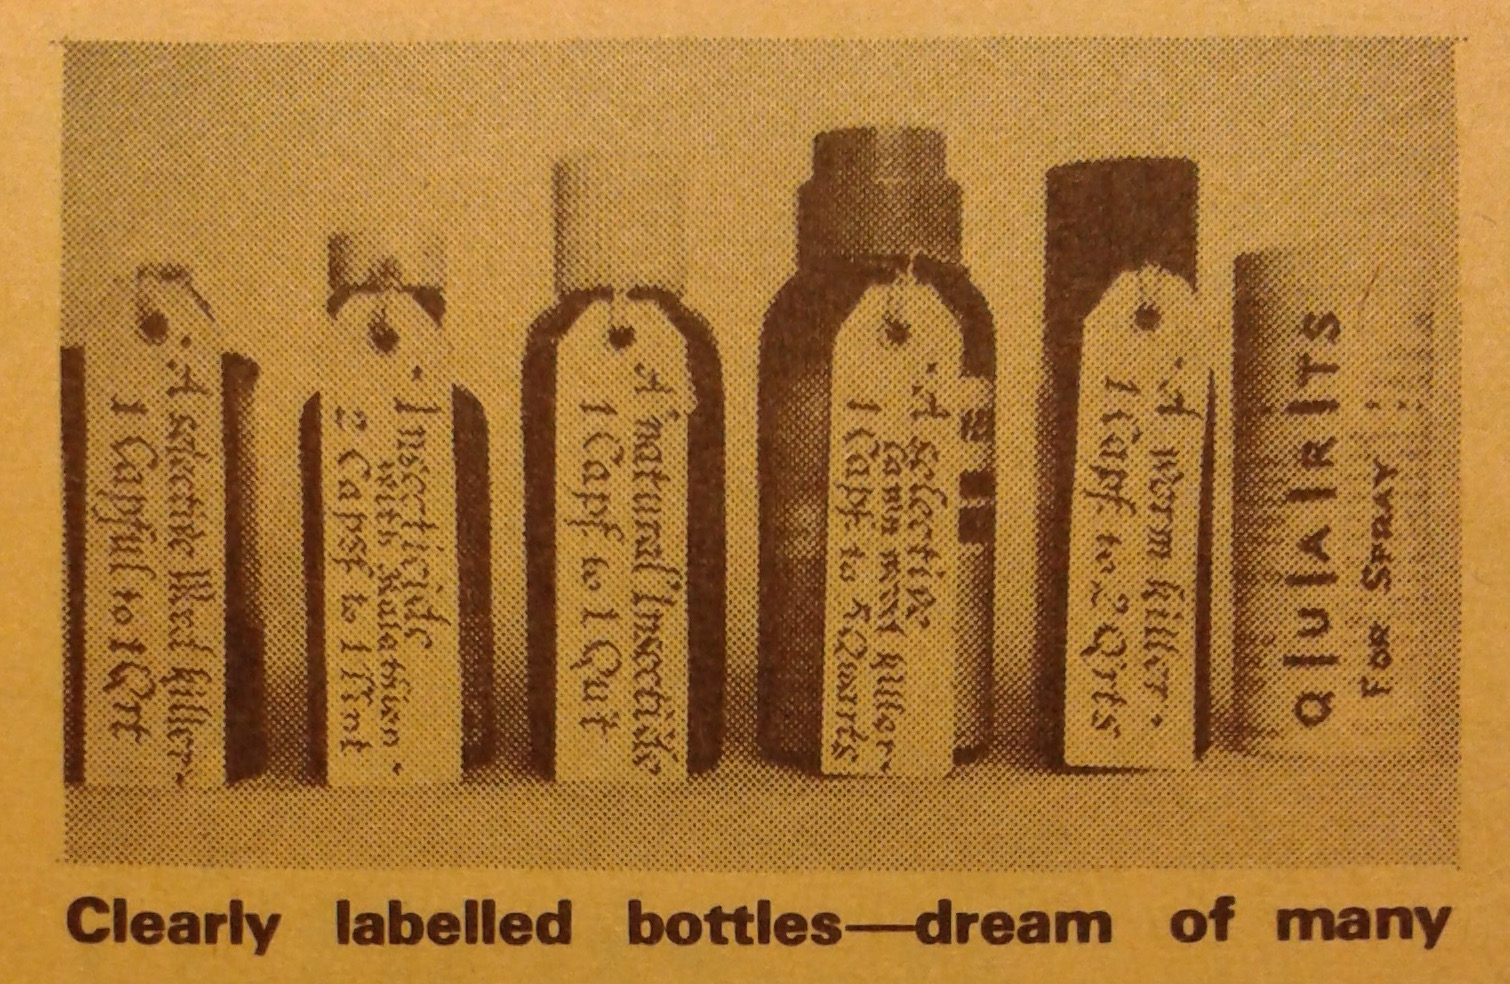 A selective Weed killer
1 Capful to 1 Qrt
Insecticide
with Malathion
2 Capsf to 1 Pint
A natural Insecticide
1 Capf to 1 Qut
A selective
Lawn weed killer
1 Capf to 5 Quarts
A worm killer
1 Capf to 2 Qrts
QUARITS
FOR SPRAY
Clearly labelled bottles—dream of many